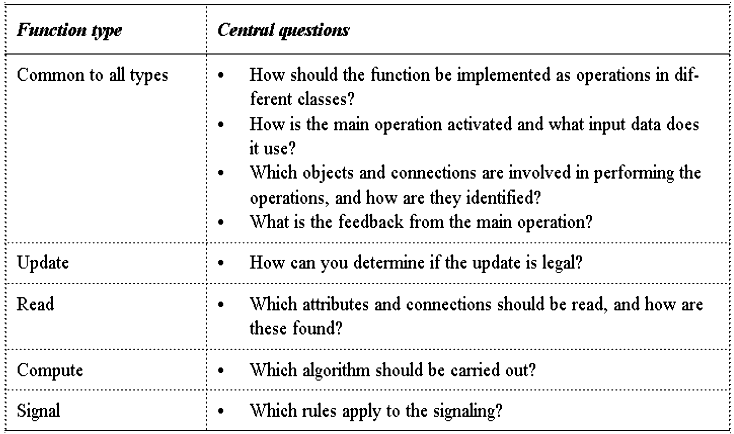 Function type Central questions
Common to all types • How should the function be implemented as operations in dif-
ferent classes?
• How is the main operation activated and what input data does
it use?
• Which objects and connections are involved in performing the
operations, and how are they identified?
• What is the feedback from the main operation?
Update • How can you determine if the update is legal?
Read • Which attributes and connections should be read, and how are
these found?
Compute • Which algorithm should be carried out?
Signal • Which rules apply to the signaling?